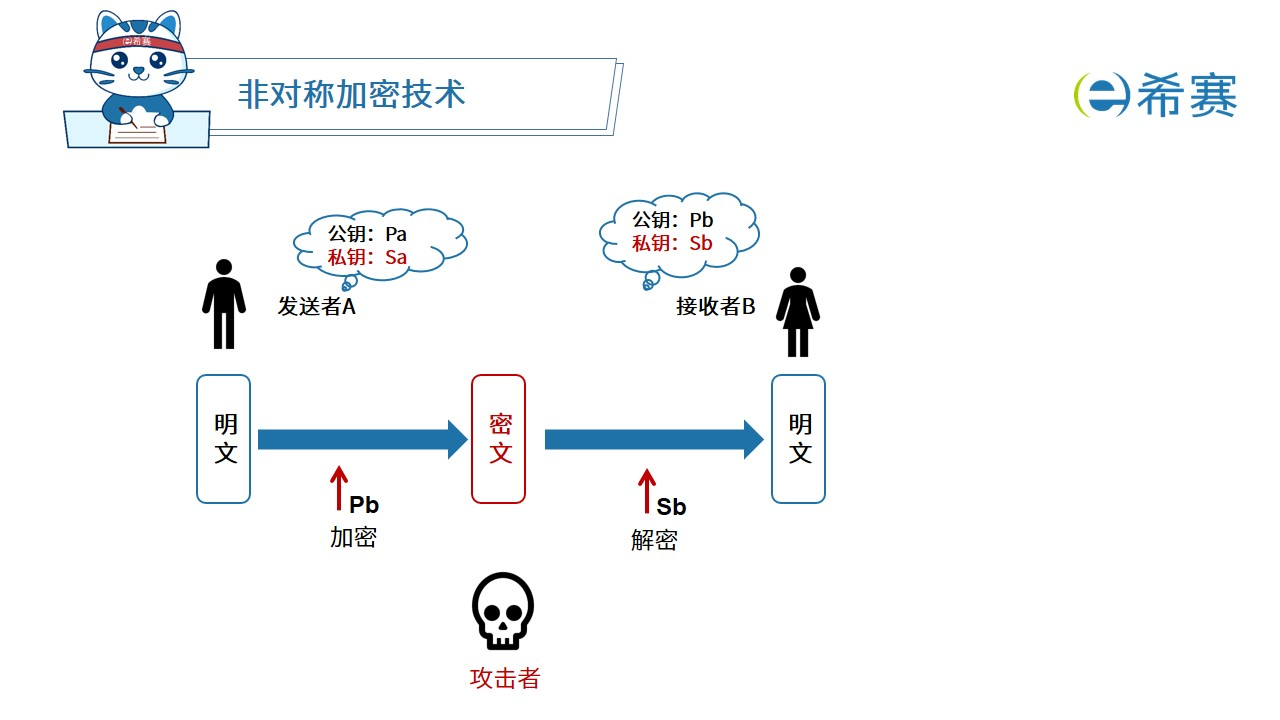 希赛
非对称加密技术
希赛
公钥：Pa
私钥：Sa
公钥：Pb
私钥：Sb
发送者A
接收者B
明文
密文
明文
Pb
加密
Sb
解密
攻击者